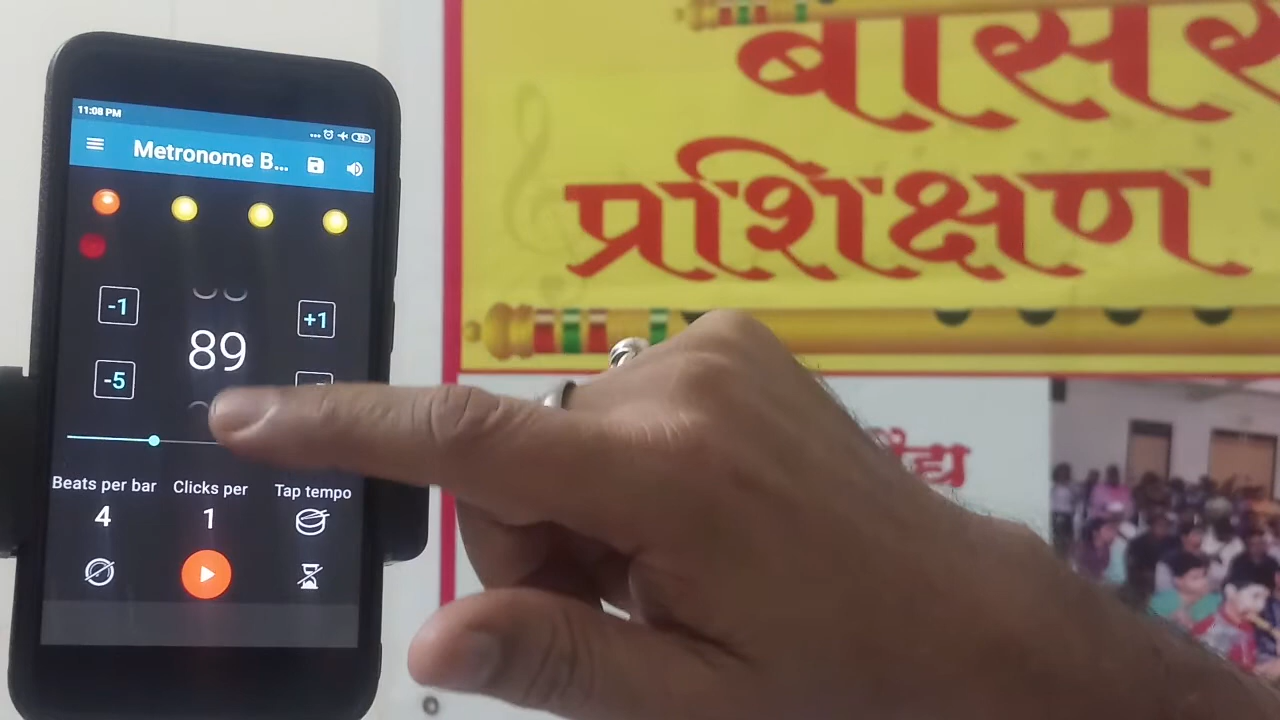 11:08 PM
Metronome B...
-1
+1
89
-5
Beats per bar
Clicks per
Tap tempo
4
1
प्रशिक्षण